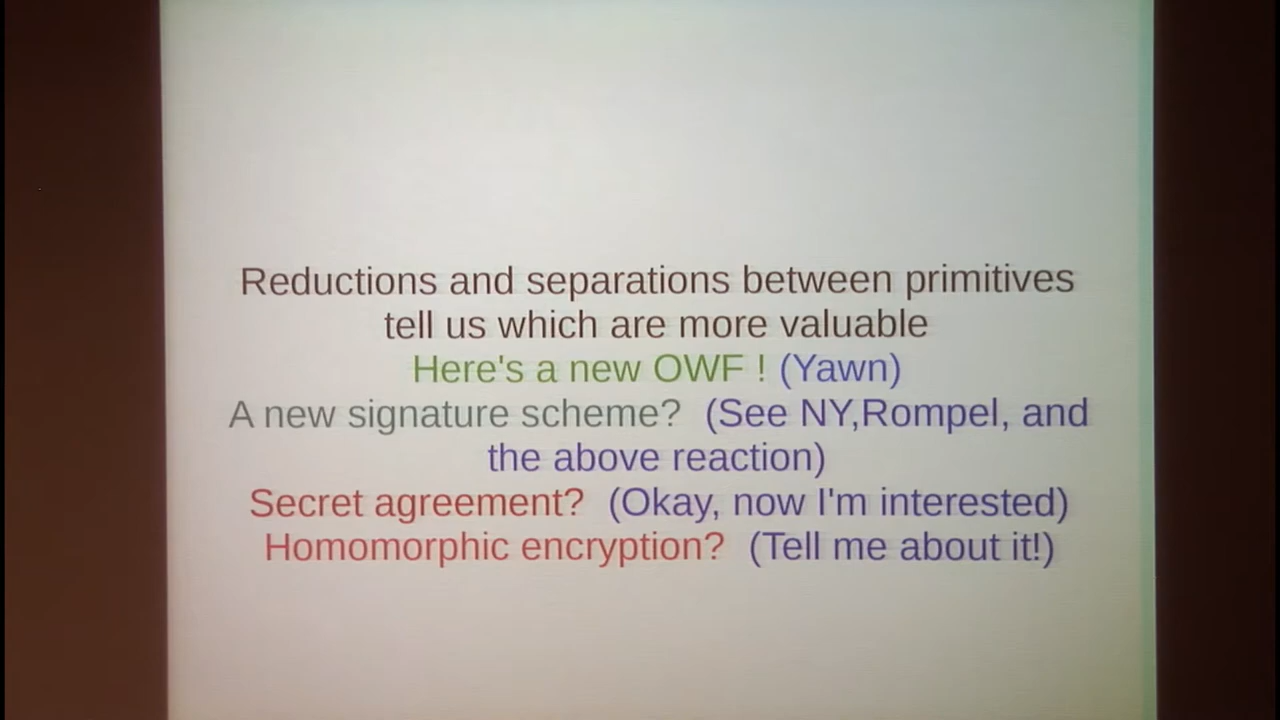 Reductions and separations between primitives
tell us which are more valuable
Here's a new OWF ! (Yawn)
A new signature scheme? (See NY,Rompel, and
the above reaction)
Secret agreement? (Okay, now I'm interested)
Homomorphic encryption? (Tell me about it!)